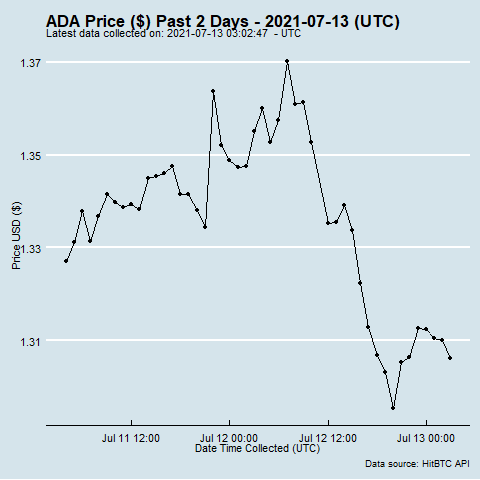 ADA Price ($) Past 2 Days - 2021-07-13 (UTC)
Latest data collected on: 2021-07-13 03:02:47  - UTC
1.37
1.35
1.33
1.31
Price USD ($)
Jul 11 12:00
Jul 12 00:00
Jul 12 12:00
Jul 13 00:00
Date Time Collected (UTC)
Data source: HitBTC API